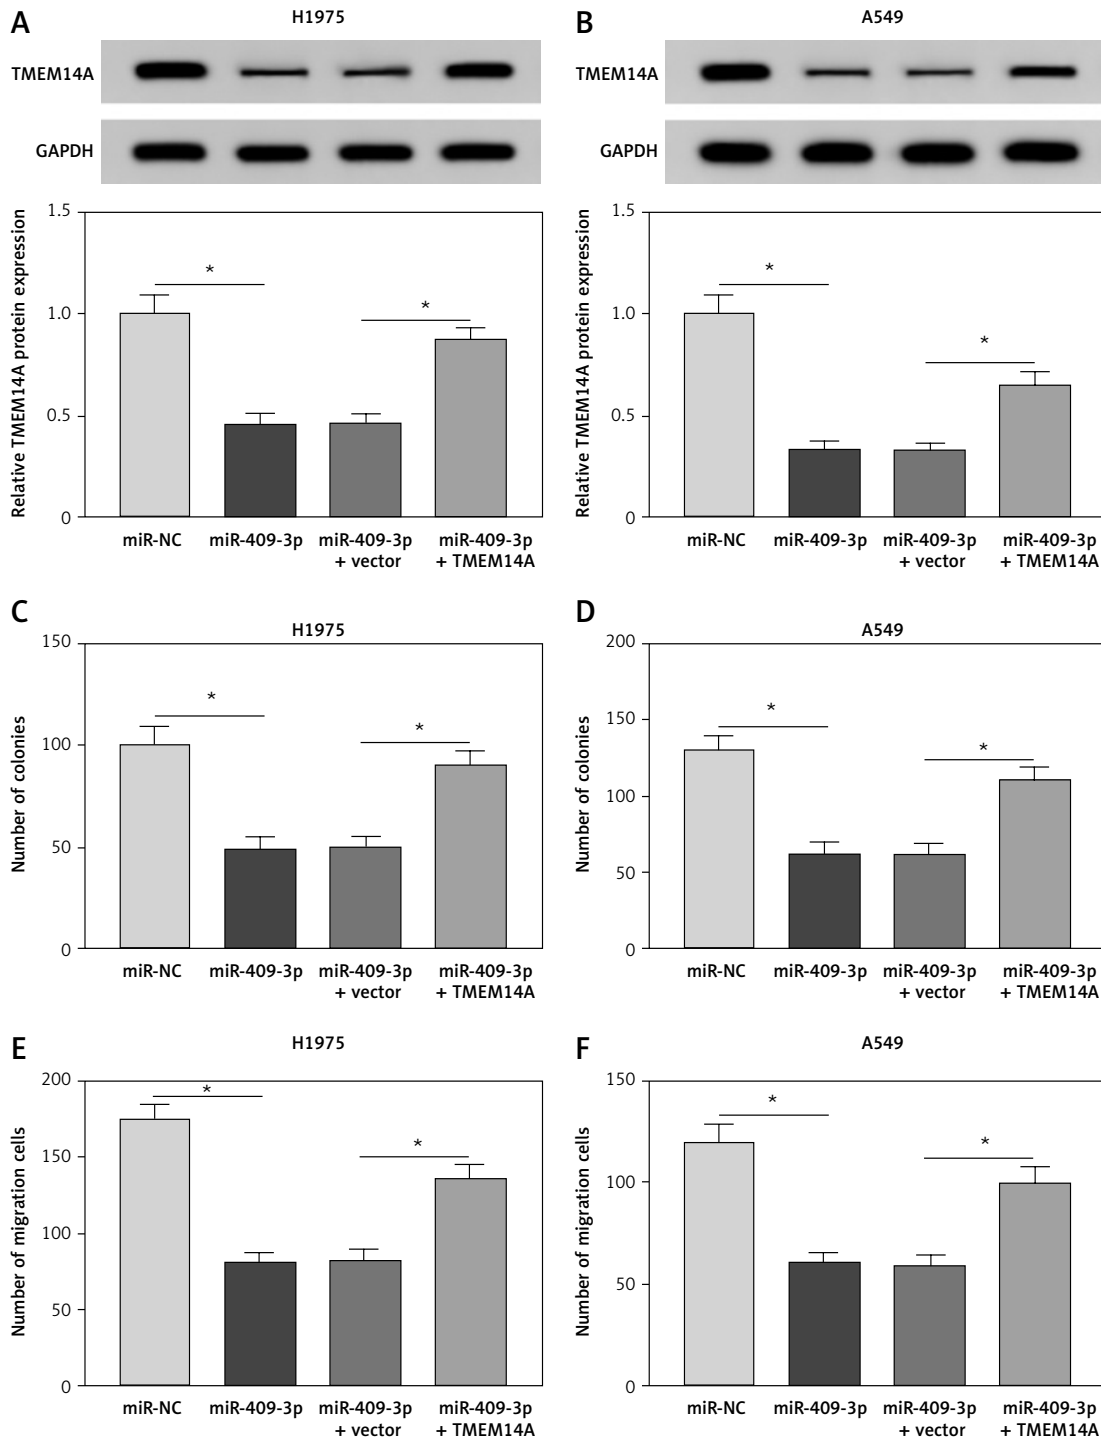 A
H1975
TMEM14A
GAPDH
Relative TMEM14A protein expression
1.5
1.0
0.5
0
*
*
miR-NC
miR-409-3p
miR-409-3p
+ vector
miR-409-3p
+ TMEM14A
B
A549
TMEM14A
GAPDH
Relative TMEM14A protein expression
1.5
1.0
0.5
0
*
*
miR-NC
miR-409-3p
miR-409-3p
+ vector
miR-409-3p
+ TMEM14A
C
H1975
Number of colonies
150
100
50
0
*
*
miR-NC
miR-409-3p
miR-409-3p
+ vector
miR-409-3p
+ TMEM14A
D
A549
Number of colonies
200
150
100
50
0
*
*
miR-NC
miR-409-3p
miR-409-3p
+ vector
miR-409-3p
+ TMEM14A
E
H1975
Number of migration cells
200
150
100
50
0
*
*
miR-NC
miR-409-3p
miR-409-3p
+ vector
miR-409-3p
+ TMEM14A
F
A549
Number of migration cells
150
100
50
0
*
*
miR-NC
miR-409-3p
miR-409-3p
+ vector
miR-409-3p
+ TMEM14A